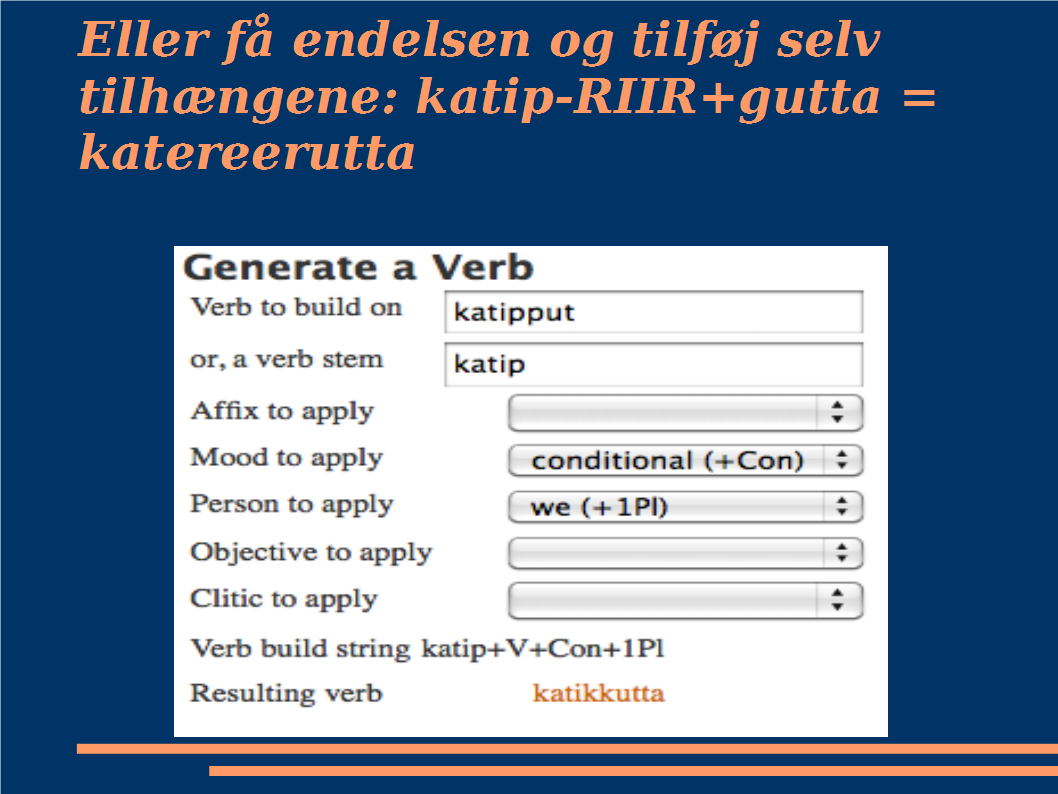 Eller få endelsen og tilføj selv
tilhængene: katip-RIIR+gutta =
katereerutta
Generate a Verb
Verb to build on katipput
or, a verb stem katip
Affix to apply
Mood to apply conditional (+Con)
Person to apply we (+1Pl)
Objective to apply
Clitic to apply
Verb build string katip+V+Con+1Pl
Resulting verb katikkutta